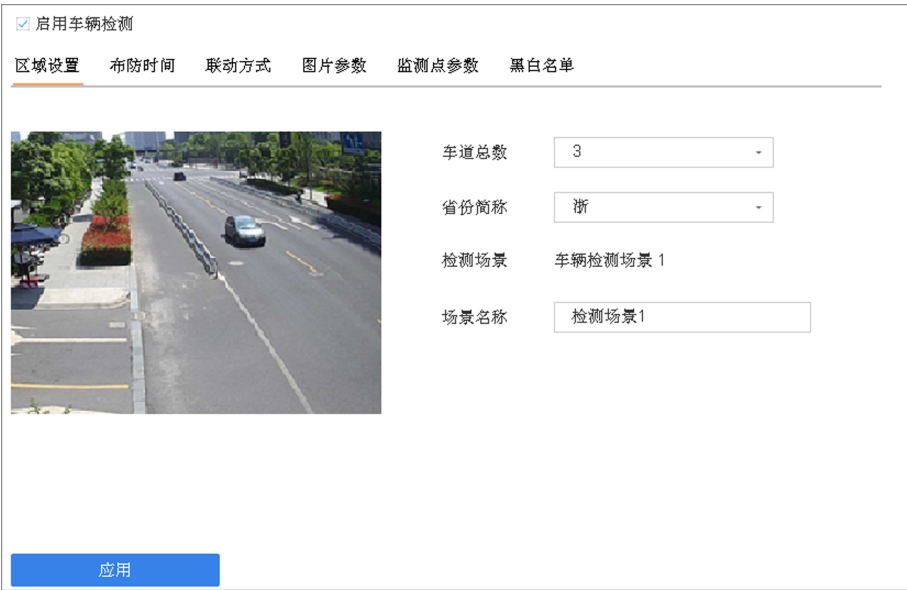 启用车辆检测
区域设置 布防时间 联动方式 图片参数 监测点参数 黑白名单
车道总数 3
省份简称 浙
检测场景 车辆检测场景 1
场景名称 检测场景1
应用